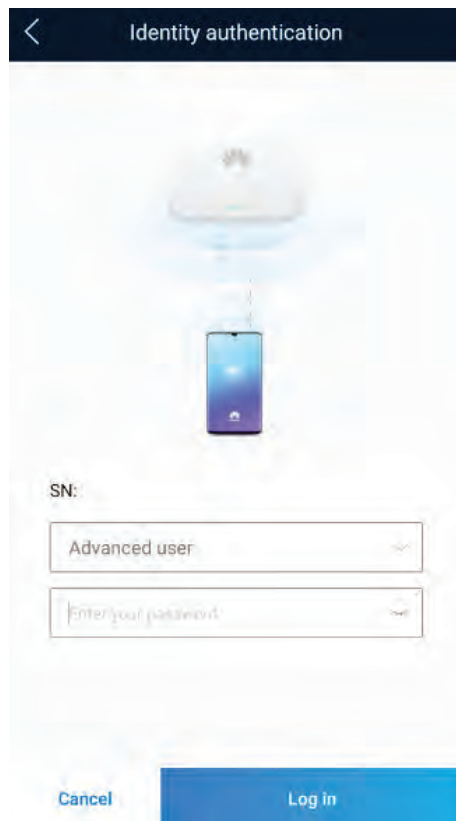 Identity authentication
SN:
Advanced user
Enter your password
Cancel
Log in